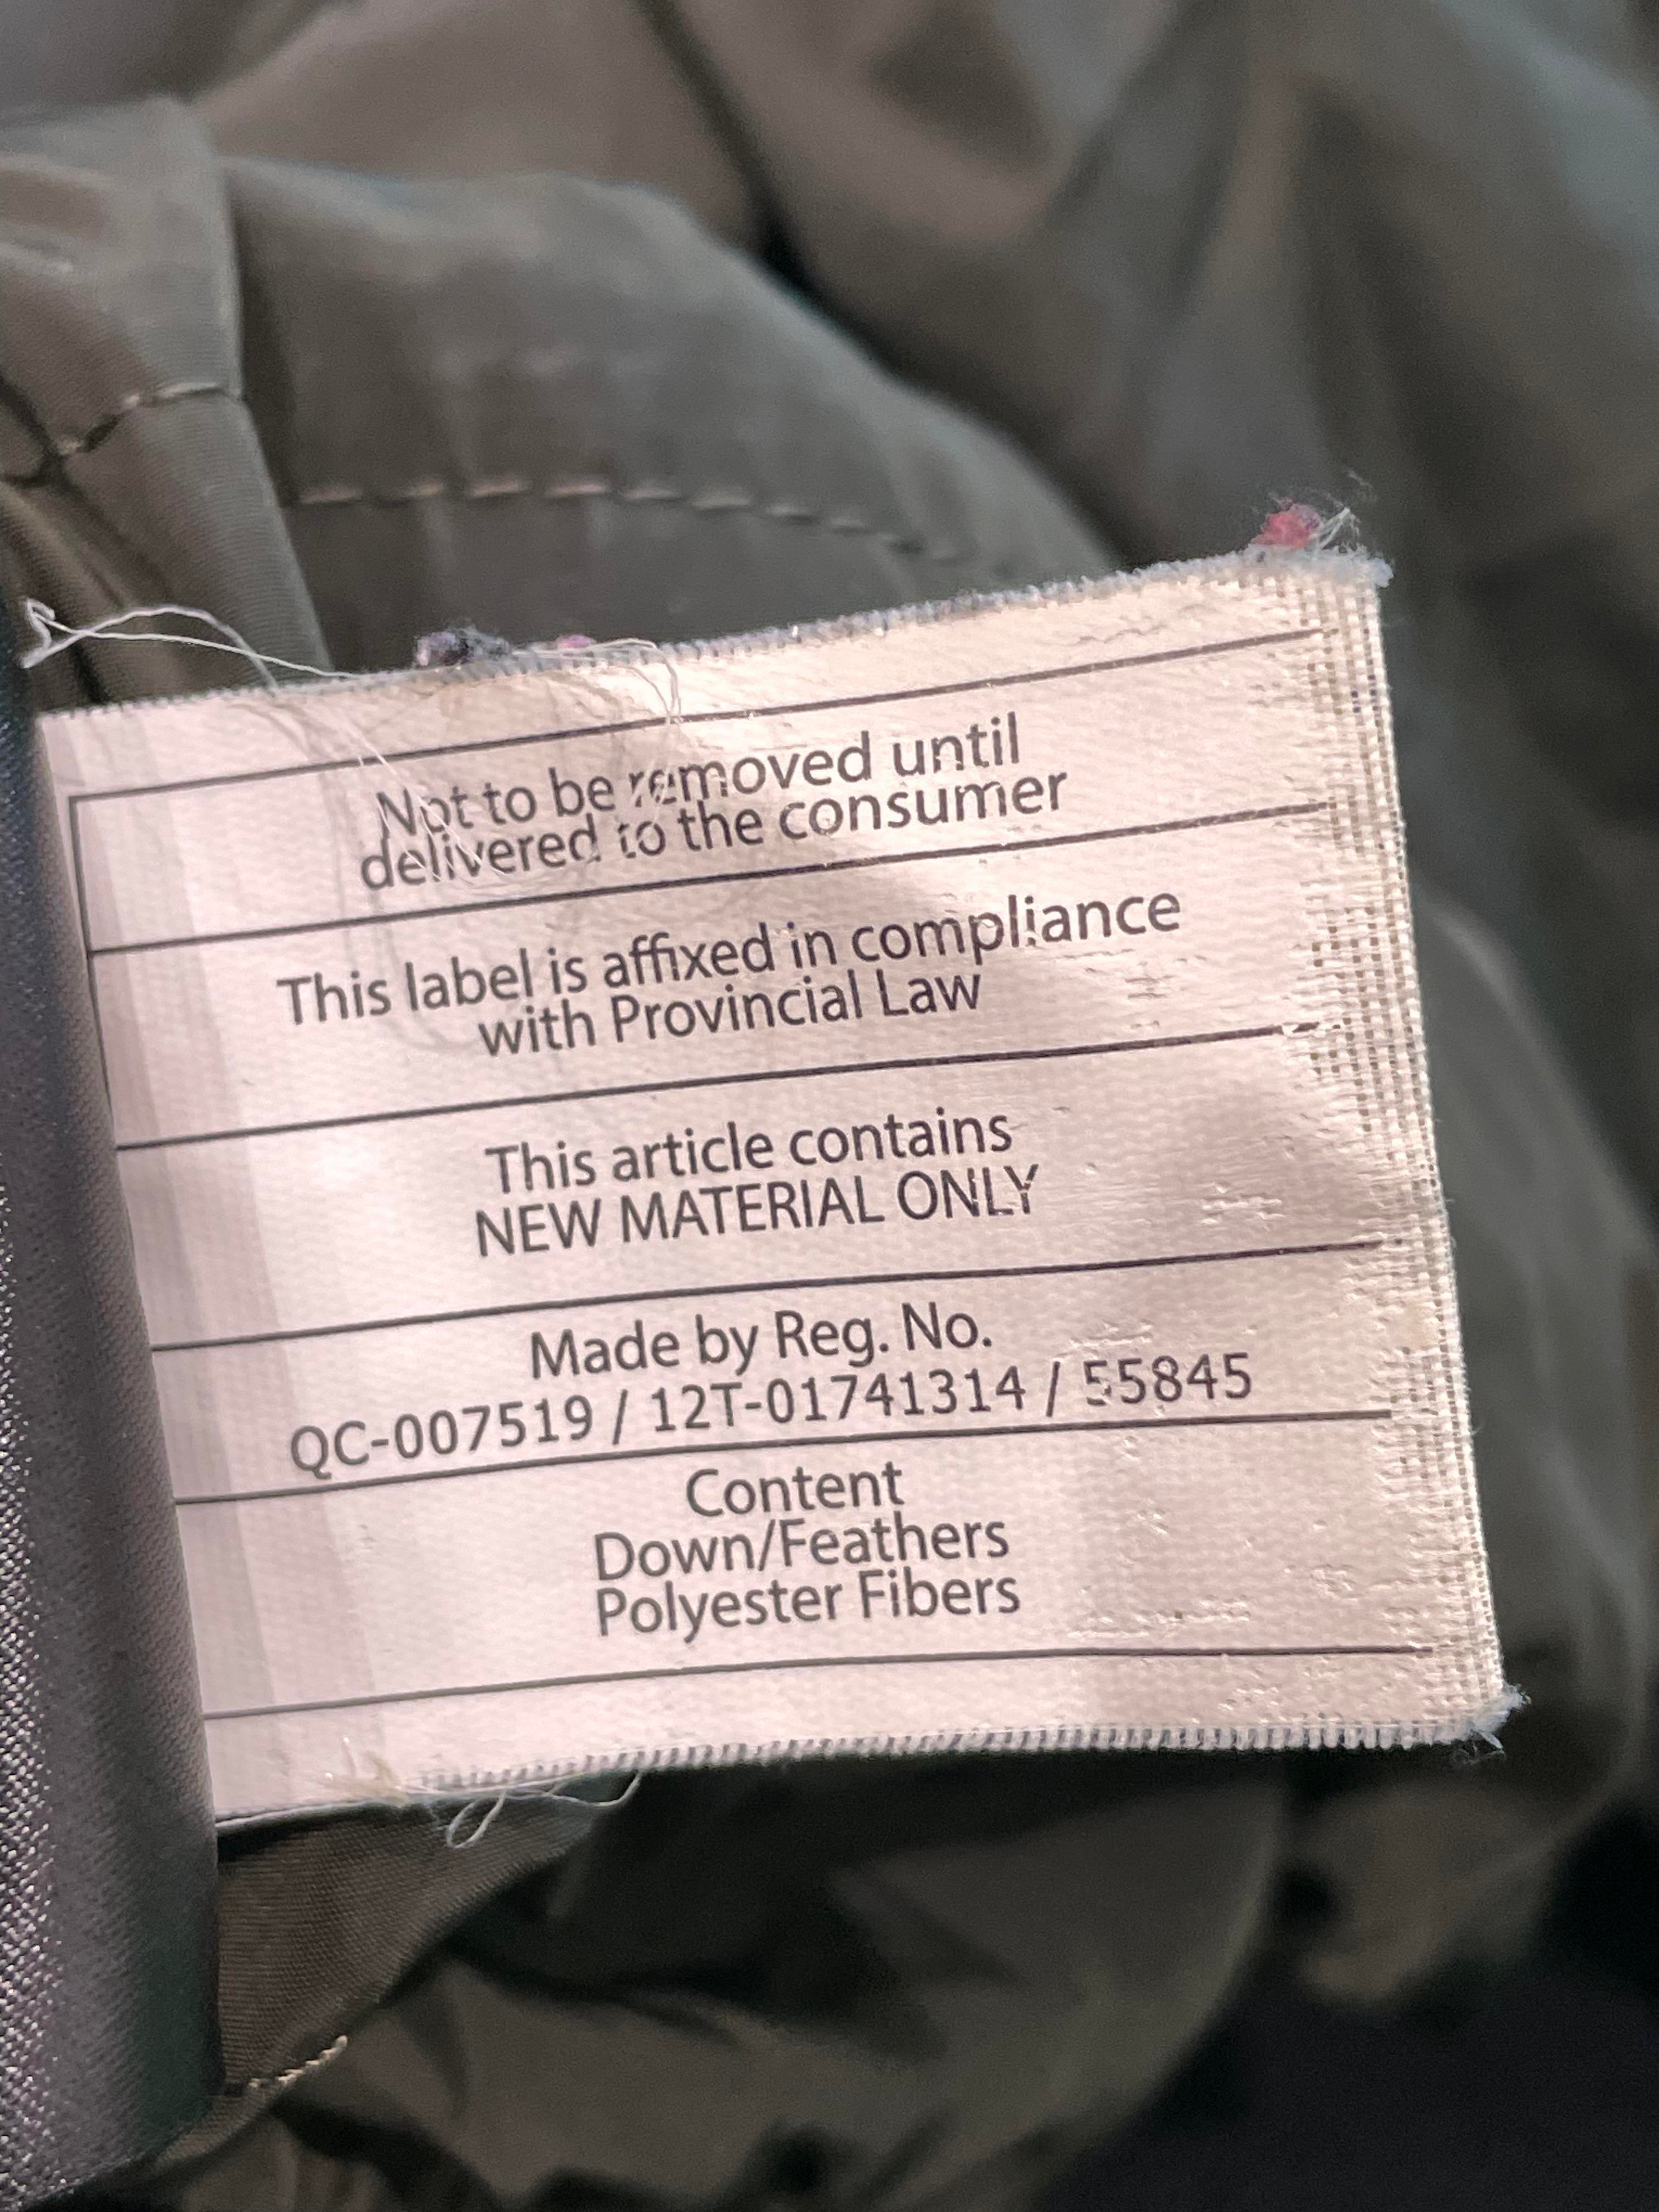 Not to be removed until
delivered to the consumer
This label is affixed in compliance
with Provincial Law
This article contains
NEW MATERIAL ONLY
Made by Reg. No.
QC-007519 / 12T-01741314 / 55845
Content
Down/Feathers
Polyester Fibers